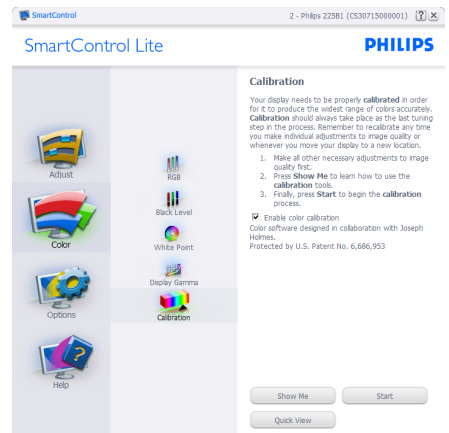 SmartControl
2 - Philips 225B1 (CS30715000001)
?
X
SmartControl Lite
PHILIPS
Adjust
Color
Options
Help
RGB
Black Level
White Point
Display Gamma
Calibration
Calibration
Your display needs to be properly calibrated in order
for it to produce the widest range of colors accurately.
Calibration should always take place as the last tuning
step in the process. Remember to recalibrate any time
you make individual adjustments to image quality or
whenever you move your display to a new location.
1. Make all other necessary adjustments to image
quality first.
2. Press Show Me to learn how to use the
calibration tools.
3. Finally, press Start to begin the calibration
process.
Enable color calibration
Color software designed in collaboration with Joseph
Holmes.
Protected by U.S. Patent No. 6,686,953
Show Me
Start
Quick View